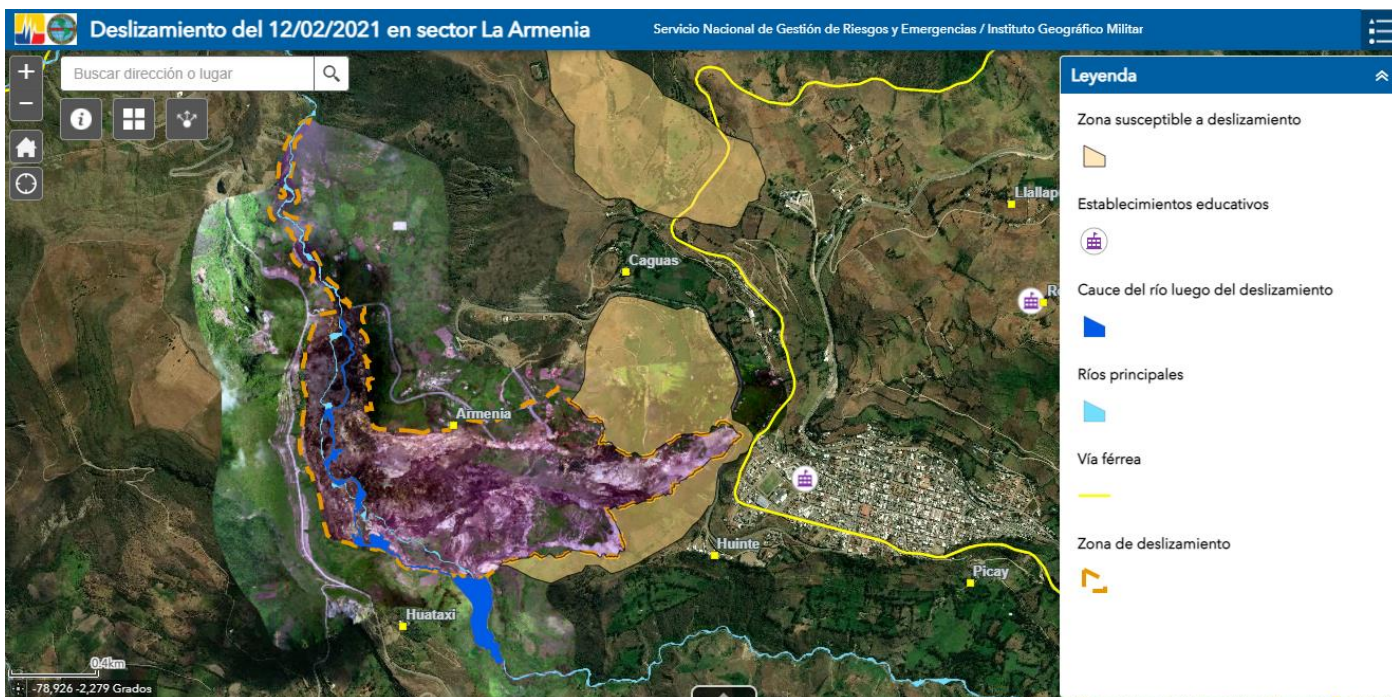 Deslizamiento del 12/02/2021 en sector La Armenia
Servicio Nacional de Gestión de Riesgos y Emergencias / Instituto Geográfico Militar
+
Buscar dirección o lugar
−
Leyenda
Zona susceptible a deslizamiento
Establecimientos educativos
Cauce del río luego del deslizamiento
Ríos principales
Vía férrea
Zona de deslizamiento
Llallap
Caguas
Armenia
Huinte
Picay
Huataxi
0.4km
-78,926 -2,279 Grados